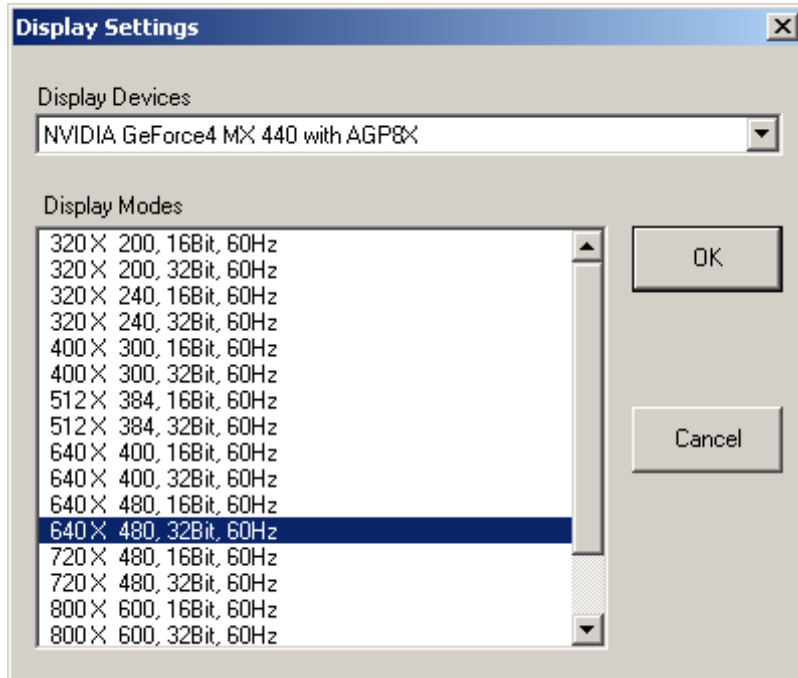 Display Settings
Display Devices
NVIDIA GeForce4 MX 440 with AGP8X
Display Modes
320 X 200, 16Bit, 60Hz
320 X 200, 32Bit, 60Hz
320 X 240, 16Bit, 60Hz
320 X 240, 32Bit, 60Hz
400 X 300, 16Bit, 60Hz
400 X 300, 32Bit, 60Hz
512 X 384, 16Bit, 60Hz
512 X 384, 32Bit, 60Hz
640 X 400, 16Bit, 60Hz
640 X 400, 32Bit, 60Hz
640 X 480, 16Bit, 60Hz
640 X 480, 32Bit, 60Hz
720 X 480, 16Bit, 60Hz
720 X 480, 32Bit, 60Hz
800 X 600, 16Bit, 60Hz
800 X 600, 32Bit, 60Hz
OK
Cancel